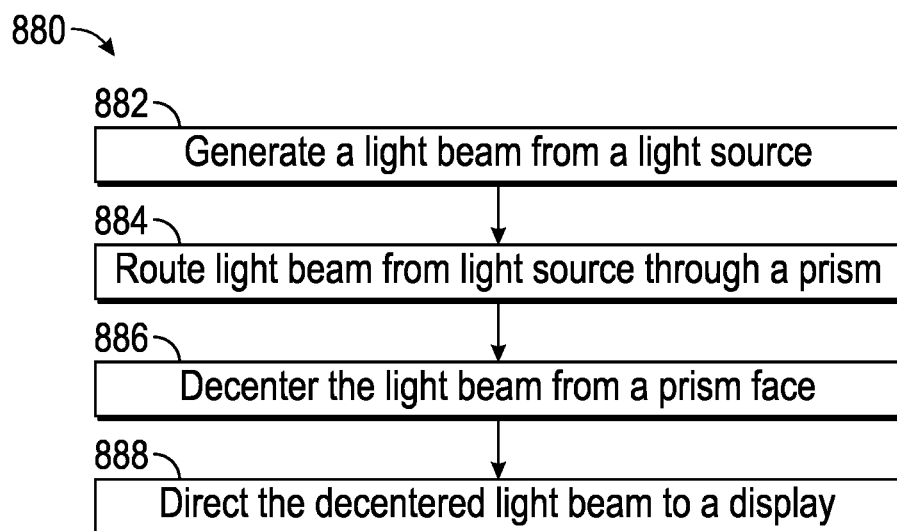 880
882
Generate a light beam from a light source
884
Route light beam from light source through a prism
886
Decenter the light beam from a prism face
888
Direct the decentered light beam to a display